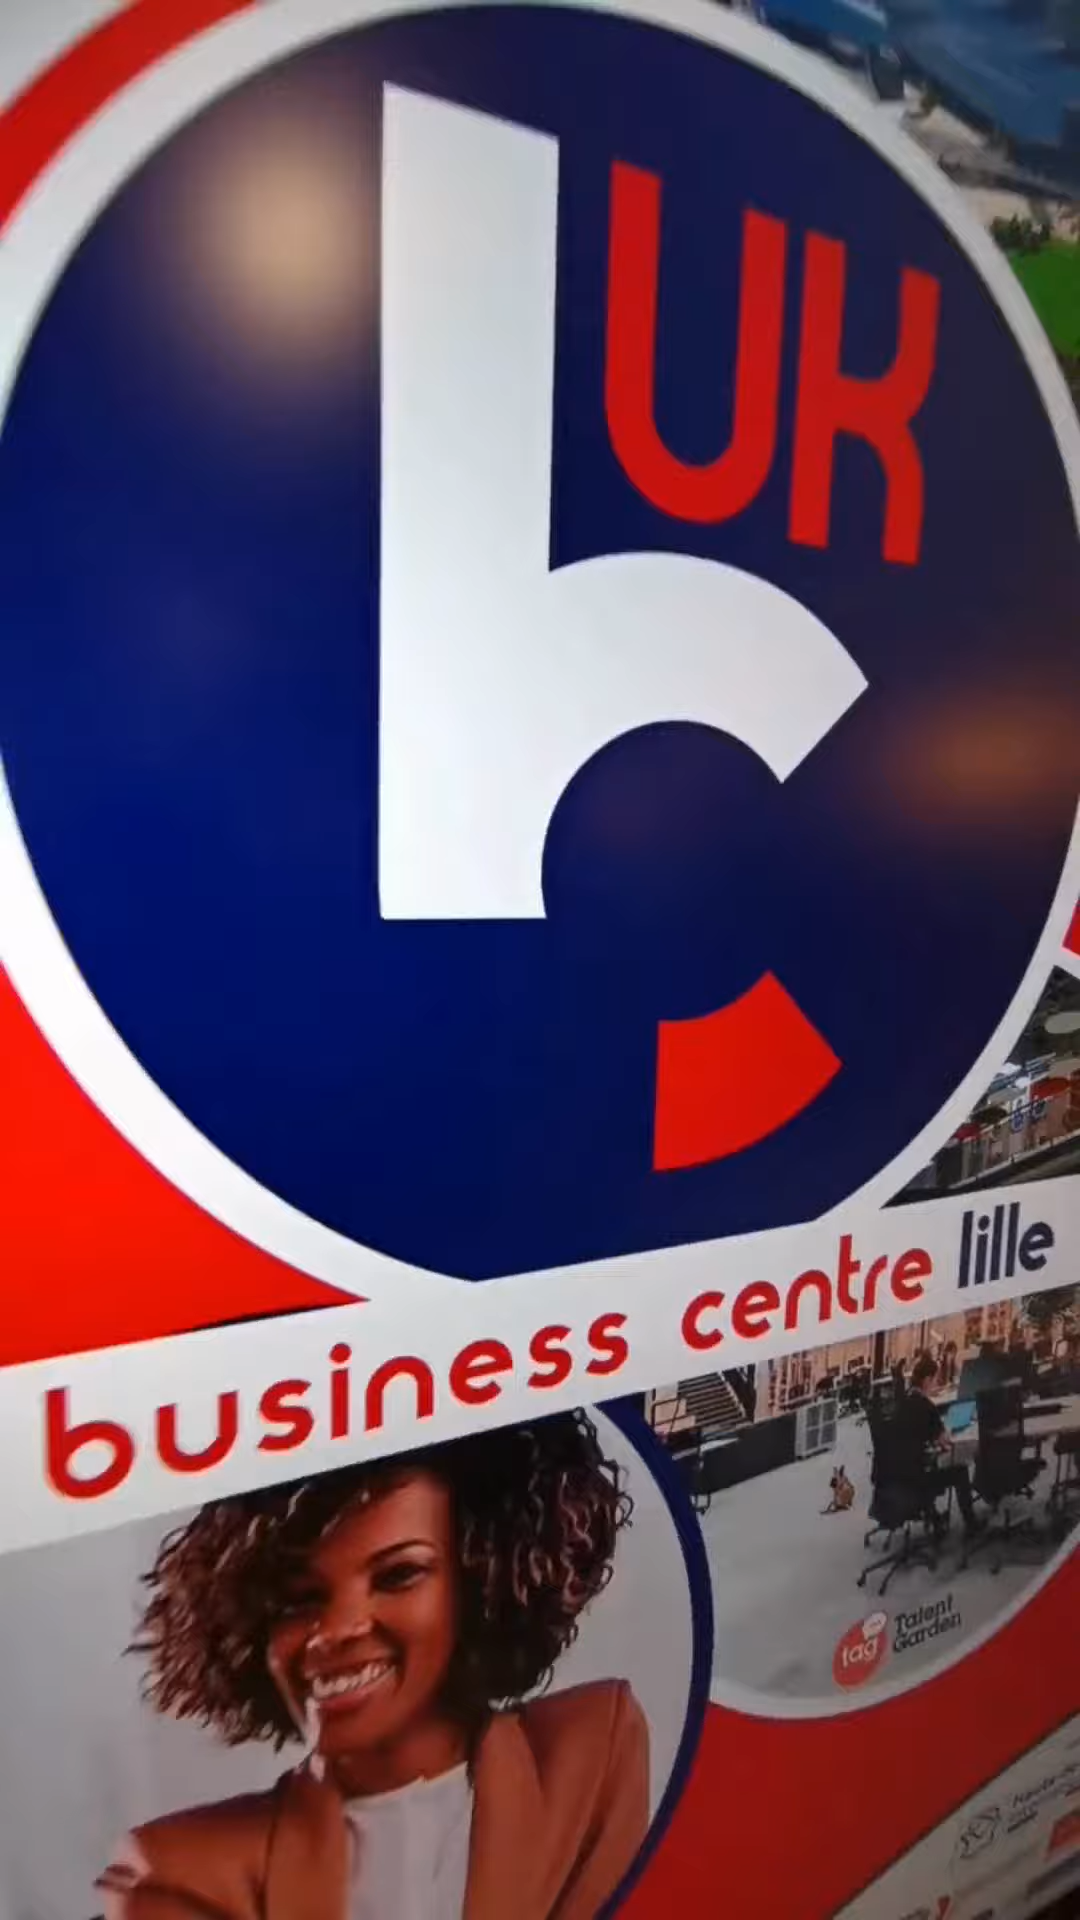 UK
business centre lille
tag
Talent
Garden